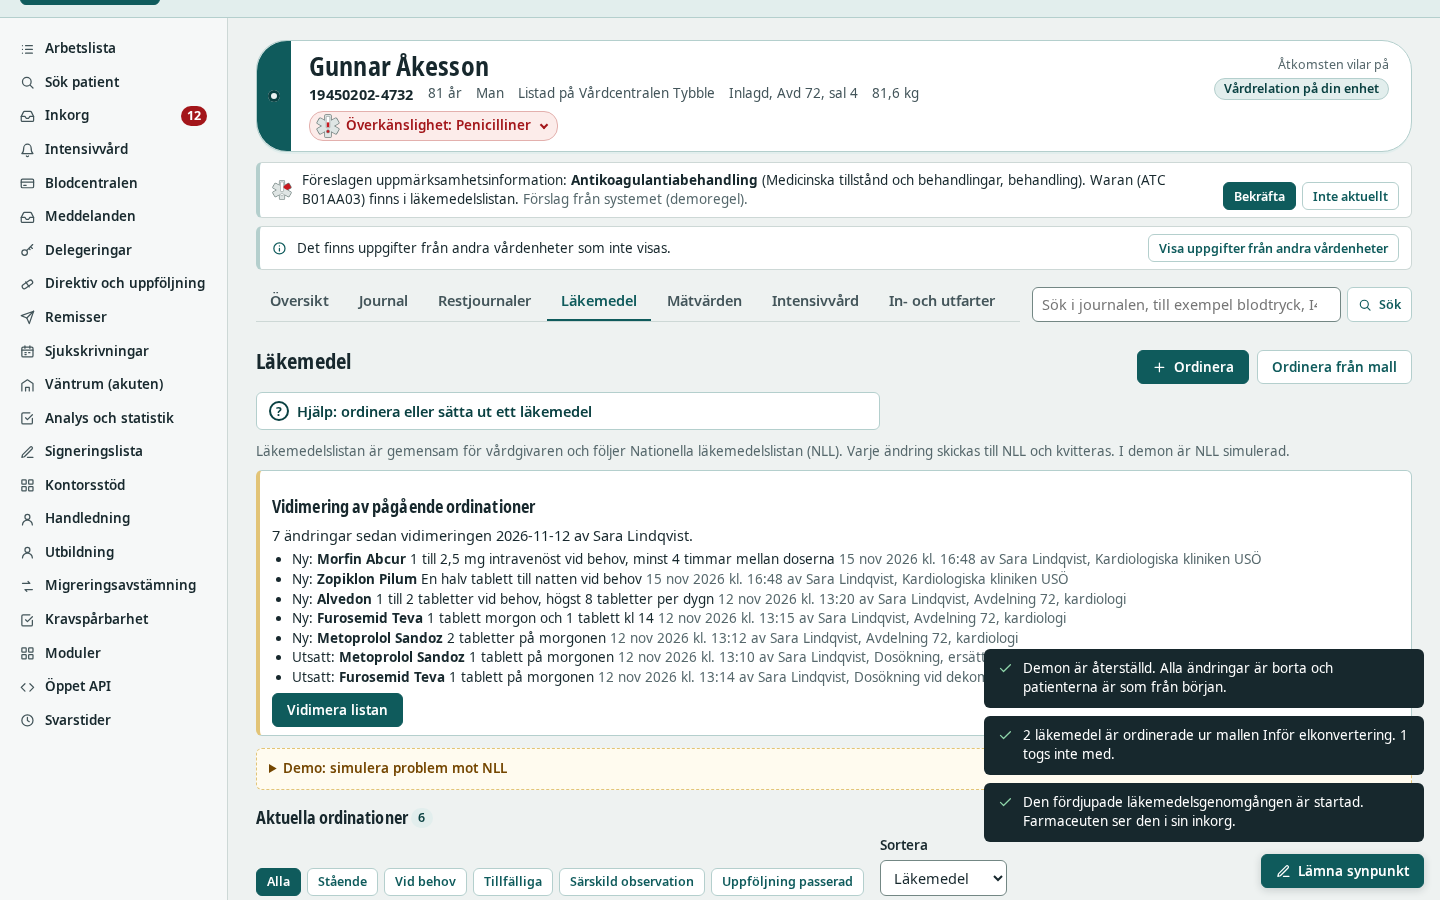 Arbetslista
Sök patient
Inkorg 12
Intensivvård
Blodcentralen
Meddelanden
Delegeringar
Direktiv och uppföljning
Remisser
Sjukskrivningar
Väntrum (akuten)
Analys och statistik
Signeringslista
Kontorsstöd
Handledning
Utbildning
Migreringsavstämning
Kravspårbarhet
Moduler
Öppet API
Svarstider
Gunnar Åkesson
19450202-4732 81 år Man Listad på Vårdcentralen Tybble Inlagd, Avd 72, sal 4 81,6 kg
Överkänslighet: Penicilliner
Åtkomsten vilar på
Vårdrelation på din enhet
Föreslagen uppmärksamhetsinformation: Antikoagulantiabehandling (Medicinska tillstånd och behandlingar, behandling). Waran (ATC
B01AA03) finns i läkemedelslistan. Förslag från systemet (demoregel).
Bekräfta Inte aktuellt
Det finns uppgifter från andra vårdenheter som inte visas.
Visa uppgifter från andra vårdenheter
Översikt Journal Restjournaler Läkemedel Mätvärden Intensivvård In- och utfarter
Sök i journalen, till exempel blodtryck, I Sök
Läkemedel
+ Ordinera Ordinera från mall
? Hjälp: ordinera eller sätta ut ett läkemedel
Läkemedelslistan är gemensam för vårdgivaren och följer Nationella läkemedelslistan (NLL). Varje ändring skickas till NLL och kvitteras. I demon är NLL simulerad.
Vidimering av pågående ordinationer
7 ändringar sedan vidimeringen 2026-11-12 av Sara Lindqvist.
Ny: Morfin Abcur 1 till 2,5 mg intravenöst vid behov, minst 4 timmar mellan doserna 15 nov 2026 kl. 16:48 av Sara Lindqvist, Kardiologiska kliniken USÖ
Ny: Zopiklon Pilum En halv tablett till natten vid behov 15 nov 2026 kl. 16:48 av Sara Lindqvist, Kardiologiska kliniken USÖ
Ny: Alvedon 1 till 2 tabletter vid behov, högst 8 tabletter per dygn 12 nov 2026 kl. 13:20 av Sara Lindqvist, Avdelning 72, kardiologi
Ny: Furosemid Teva 1 tablett morgon och 1 tablett kl 14 12 nov 2026 kl. 13:15 av Sara Lindqvist, Avdelning 72, kardiologi
Ny: Metoprolol Sandoz 2 tabletter på morgonen 12 nov 2026 kl. 13:12 av Sara Lindqvist, Avdelning 72, kardiologi
Utsatt: Metoprolol Sandoz 1 tablett på morgonen 12 nov 2026 kl. 13:10 av Sara Lindqvist, Dosökning, ersätt
Utsatt: Furosemid Teva 1 tablett på morgonen 12 nov 2026 kl. 13:14 av Sara Lindqvist, Dosökning vid dekon
Vidimera listan
Demo: simulera problem mot NLL
Demon är återställd. Alla ändringar är borta och
patienterna är som från början.
2 läkemedel är ordinerade ur mallen Inför elkonvertering. 1
togs inte med.
Den fördjupade läkemedelsgenomgången är startad.
Farmaceuten ser den i sin inkorg.
Aktuella ordinationer 6
Sortera
Alla Stående Vid behov Tillfälliga Särskild observation Uppföljning passerad Läkemedel
Lämna synpunkt